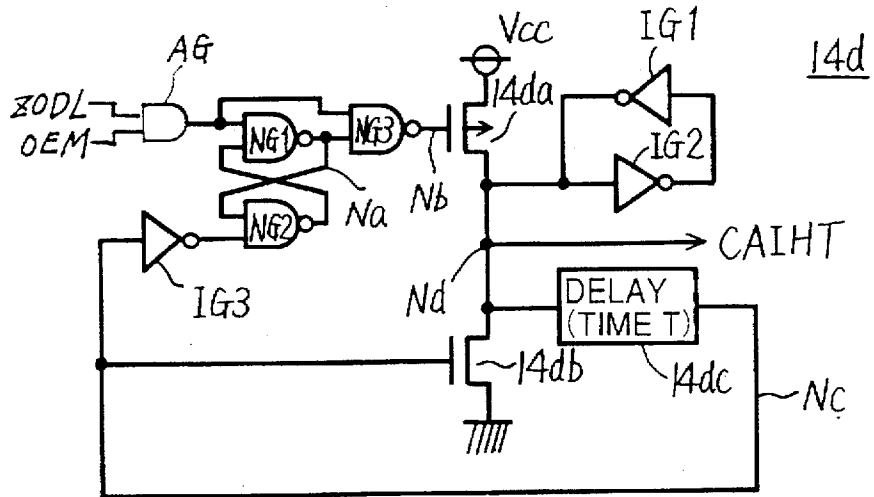 Vcc
IG1
14d
AG
ZODL
OEM
NG1
NG3
14da
IG2
Nb
Na
NG2
CAIHT
IG3
Nd
DELAY
(TIME T)
14db
14dc
Nc